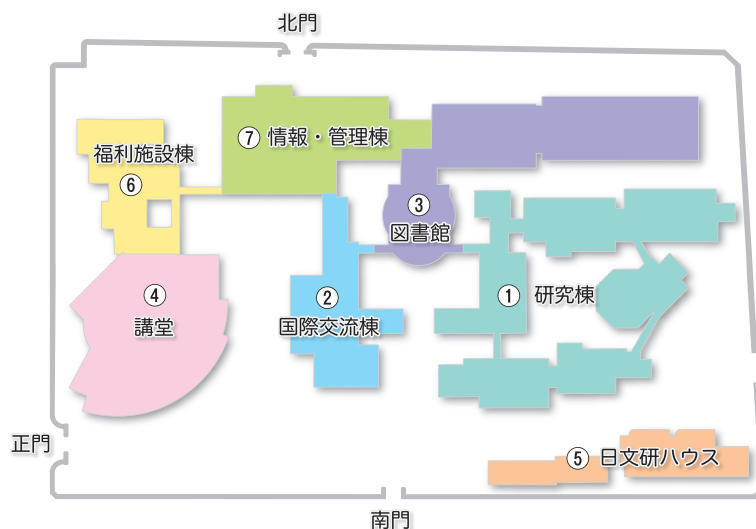 北門
⑦ 情報・管理棟
福利施設棟
⑥
③
図書館
④
講堂
②
国際交流棟
① 研究棟
正門
⑤ 日文研ハウス
南門